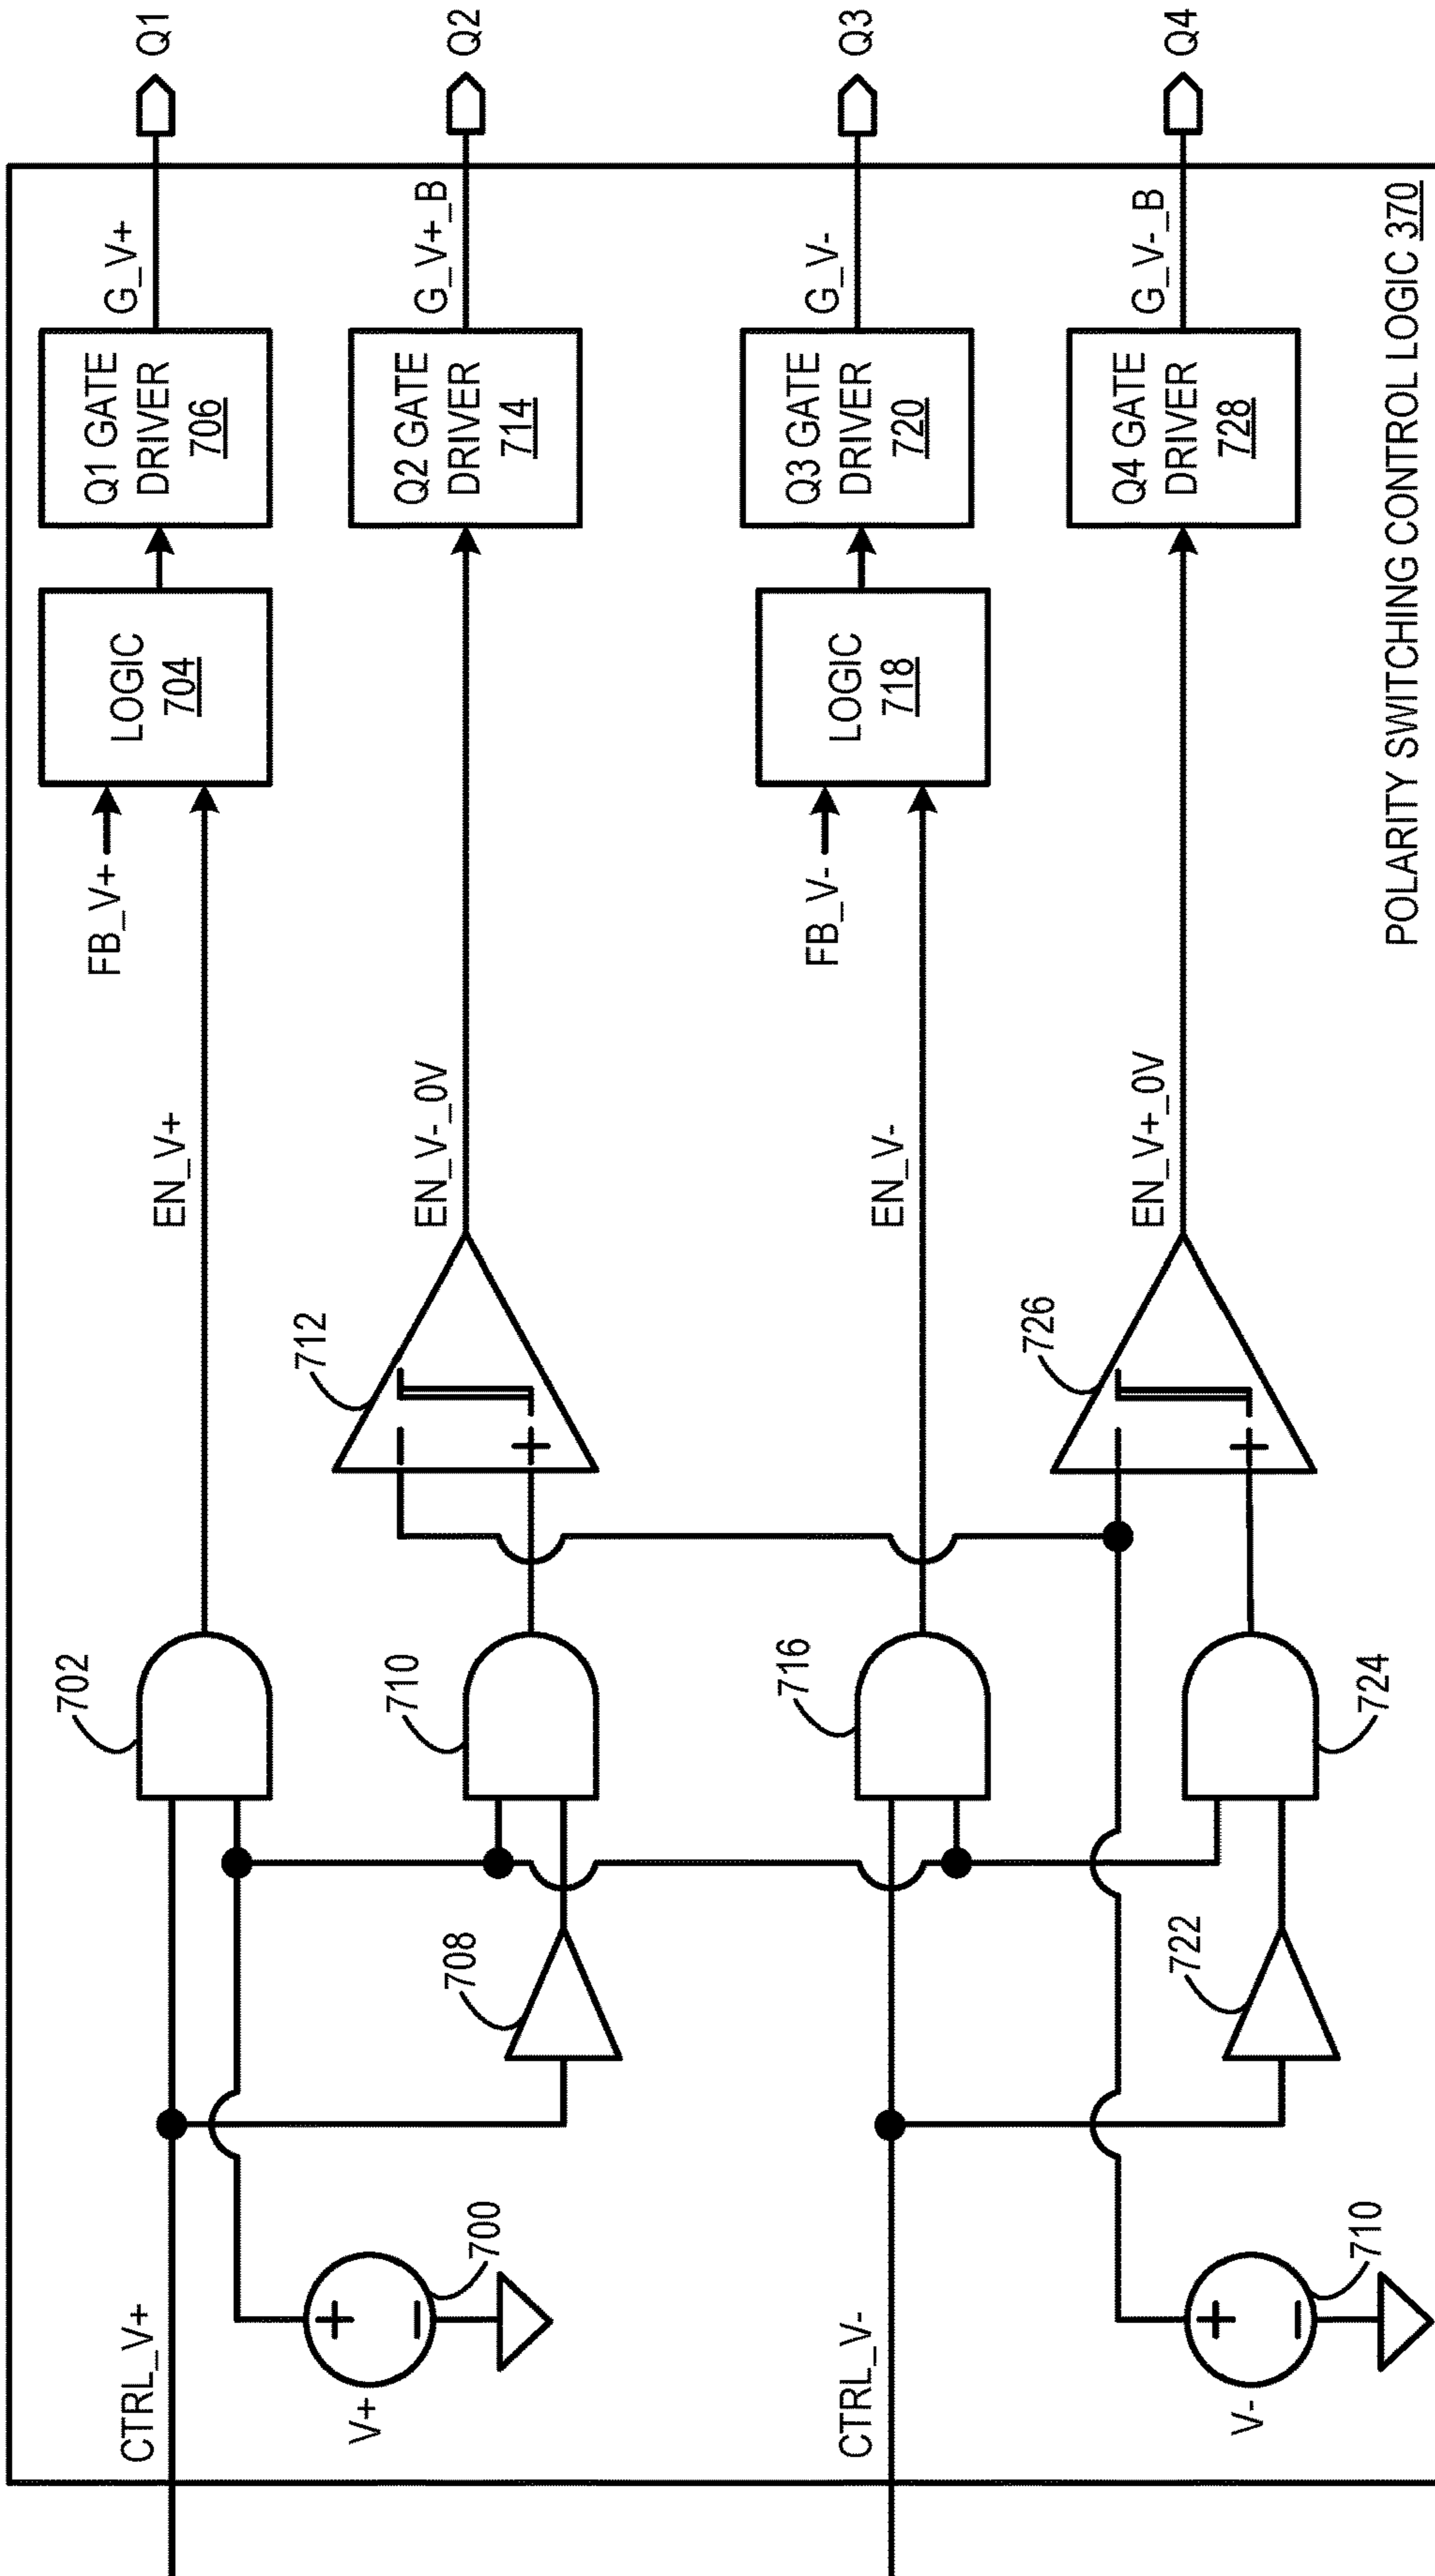 CTRL_V+
V+
700
702
EN_V+
FB_V+
LOGIC
704
Q1 GATE
DRIVER
706
G_V+
Q1
708
710
712
EN_V-_0V
Q2 GATE
DRIVER
714
G_V+_B
Q2
CTRL_V-
716
EN_V-
FB_V-
LOGIC
718
Q3 GATE
DRIVER
720
G_V-
Q3
V-
710
722
724
726
EN_V+_0V
Q4 GATE
DRIVER
728
G_V-_B
Q4
POLARITY SWITCHING CONTROL LOGIC 370